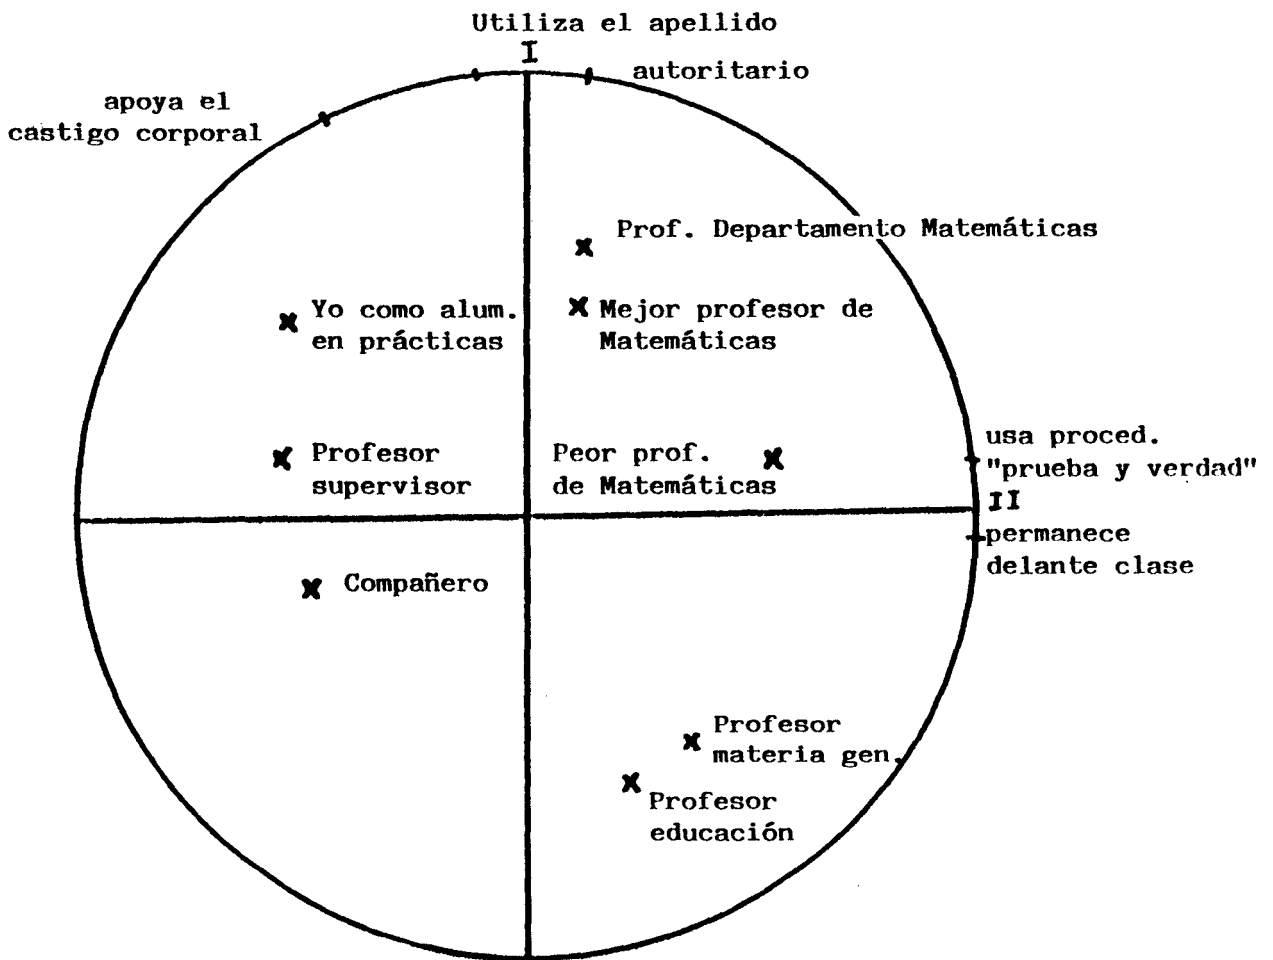 Utiliza el apellido
I
autoritario
apoya el
castigo corporal
Prof. Departamento Matemáticas
Yo como alum.
en prácticas
Mejor profesor de
Matemáticas
Profesor
supervisor
Peor prof.
de Matemáticas
usa proced.
"prueba y verdad"
II
permanece
delante clase
Compañero
Profesor
materia gen.
Profesor
educación